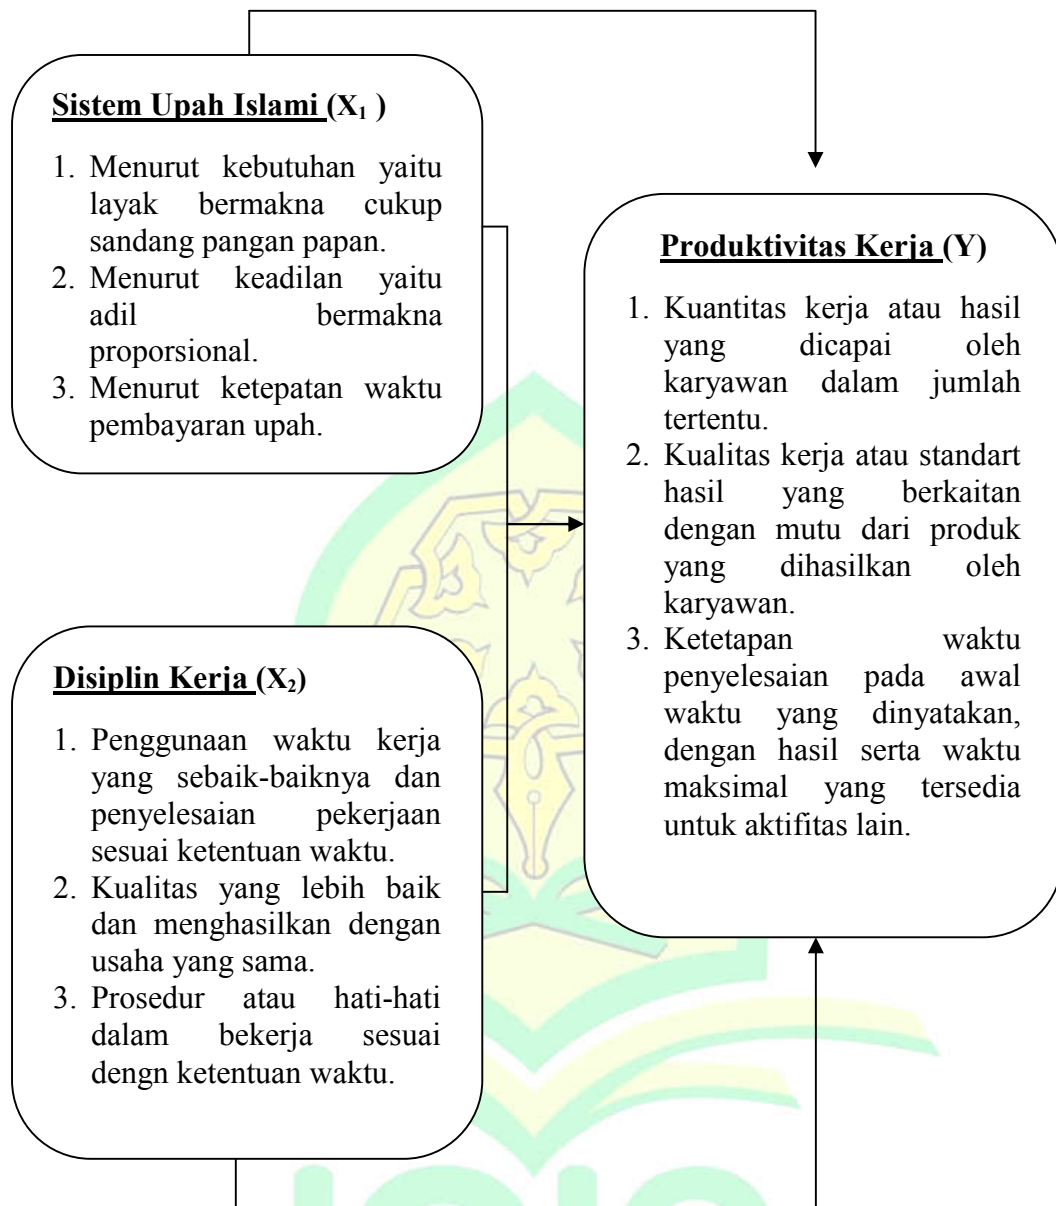 Sistem Upah Islami (X₁ )
1. Menurut kebutuhan yaitu
layak bermakna cukup
sandang pangan papan.
2. Menurut keadilan yaitu
adil bermakna
proporsional.
3. Menurut ketepatan waktu
pembayaran upah.
Produktivitas Kerja (Y)
1. Kuantitas kerja atau hasil
yang dicapai oleh
karyawan dalam jumlah
tertentu.
2. Kualitas kerja atau standart
hasil yang berkaitan
dengan mutu dari produk
yang dihasilkan oleh
karyawan.
3. Ketetapan waktu
penyelesaian pada awal
waktu yang dinyatakan,
dengan hasil serta waktu
maksimal yang tersedia
untuk aktifitas lain.
Disiplin Kerja (X₂)
1. Penggunaan waktu kerja
yang sebaik-baiknya dan
penyelesaian pekerjaan
sesuai ketentuan waktu.
2. Kualitas yang lebih baik
dan menghasilkan dengan
usaha yang sama.
3. Prosedur atau hati-hati
dalam bekerja sesuai
dengn ketentuan waktu.